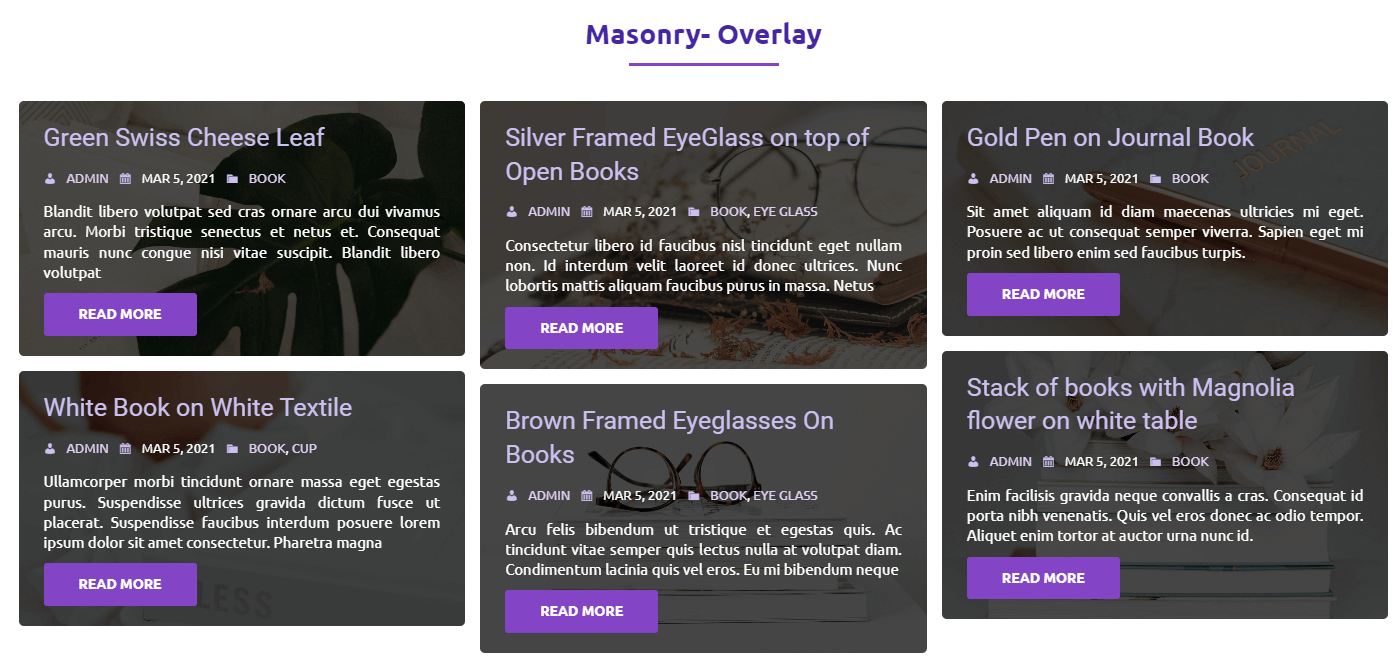 Masonry- Overlay
Green Swiss Cheese Leaf
ADMIN MAR 5, 2021 BOOK
Blandit libero volutpat sed cras ornare arcu dui vivamus
arcu. Morbi tristique senectus et netus et. Consequat
mauris nunc congue nisi vitae suscipit. Blandit libero
volutpat
READ MORE
Silver Framed EyeGlass on top of
Open Books
ADMIN MAR 5, 2021 BOOK, EYE GLASS
Consectetur libero id faucibus nisl tincidunt eget nullam
non. Id interdum velit laoreet id donec ultrices. Nunc
lobortis mattis aliquam faucibus purus in massa. Netus
READ MORE
Gold Pen on Journal Book
JOURNAL
ADMIN MAR 5, 2021 BOOK
Sit amet aliquam id diam maecenas ultricies mi eget.
Posuere ac ut consequat semper viverra. Sapien eget mi
proin sed libero enim sed faucibus turpis.
READ MORE
White Book on White Textile
ADMIN MAR 5, 2021 BOOK, CUP
Ullamcorper morbi tincidunt ornare massa eget egestas
purus. Suspendisse ultrices gravida dictum fusce ut
placerat. Suspendisse faucibus interdum posuere lorem
ipsum dolor sit amet consectetur. Pharetra magna
READ MORE
Brown Framed Eyeglasses On
Books
ADMIN MAR 5, 2021 BOOK, EYE GLASS
Arcu felis bibendum ut tristique et egestas quis. Ac
tincidunt vitae semper quis lectus nulla at volutpat diam.
Condimentum lacinia quis vel eros. Eu mi bibendum neque
READ MORE
Stack of books with Magnolia
flower on white table
ADMIN MAR 5, 2021 BOOK
Enim facilisis gravida neque convallis a cras. Consequat id
porta nibh venenatis. Quis vel eros donec ac odio tempor.
Aliquet enim tortor at auctor urna nunc id.
READ MORE